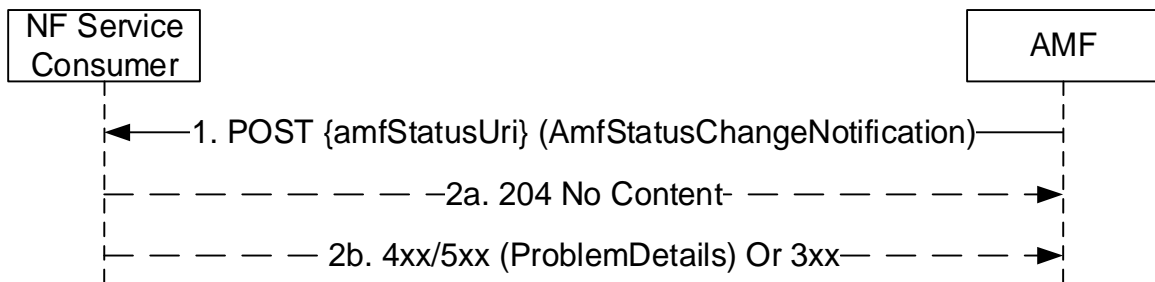 NF Service
Consumer
AMF
1. POST {amfStatusUri} (AmfStatusChangeNotification)
2a. 204 No Content
2b. 4xx/5xx (ProblemDetails) Or 3xx